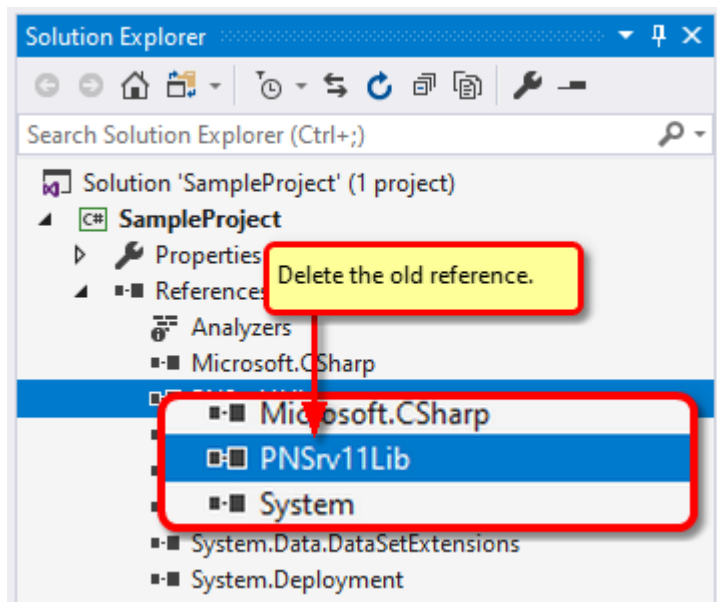 Solution Explorer
Search Solution Explorer (Ctrl+;)
Solution 'SampleProject' (1 project)
C# SampleProject
Properties
Delete the old reference.
References
Analyzers
Microsoft.CSharp
Microsoft.CSharp
PNSrv11Lib
System
System.Data.DataSetExtensions
System.Deployment